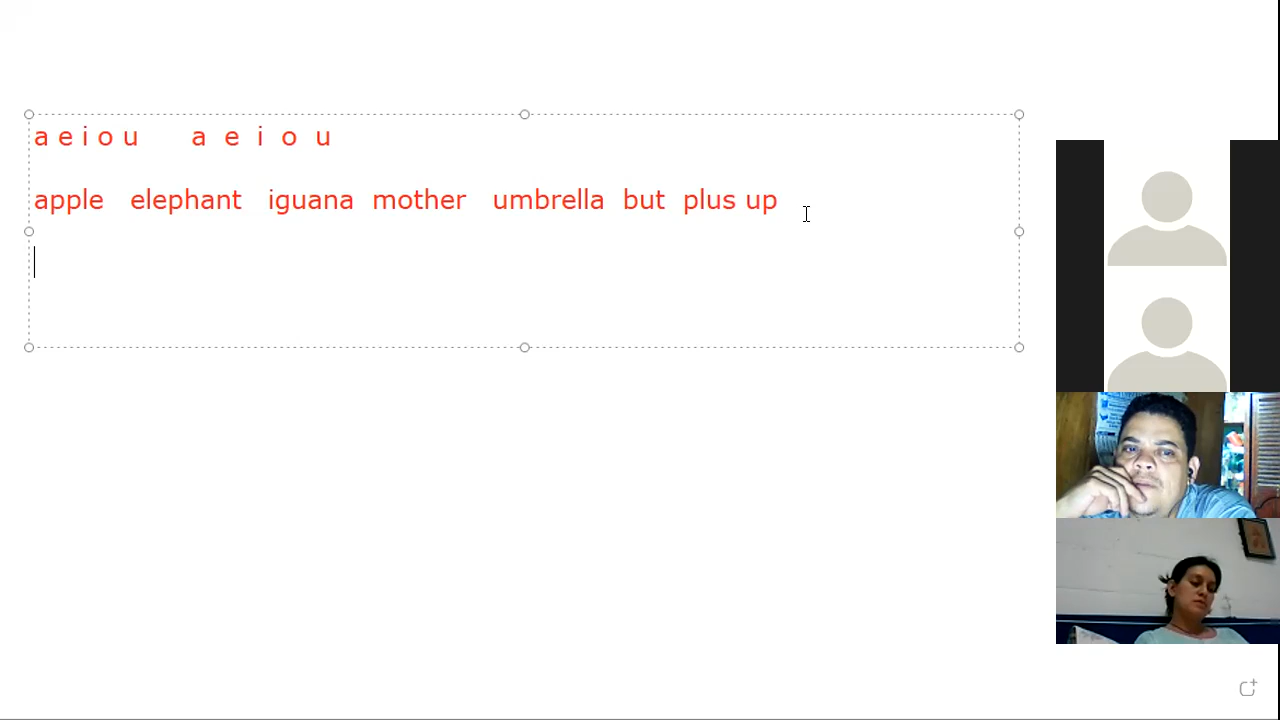 a e i o u a e i o u
apple elephant iguana mother umbrella but plus up